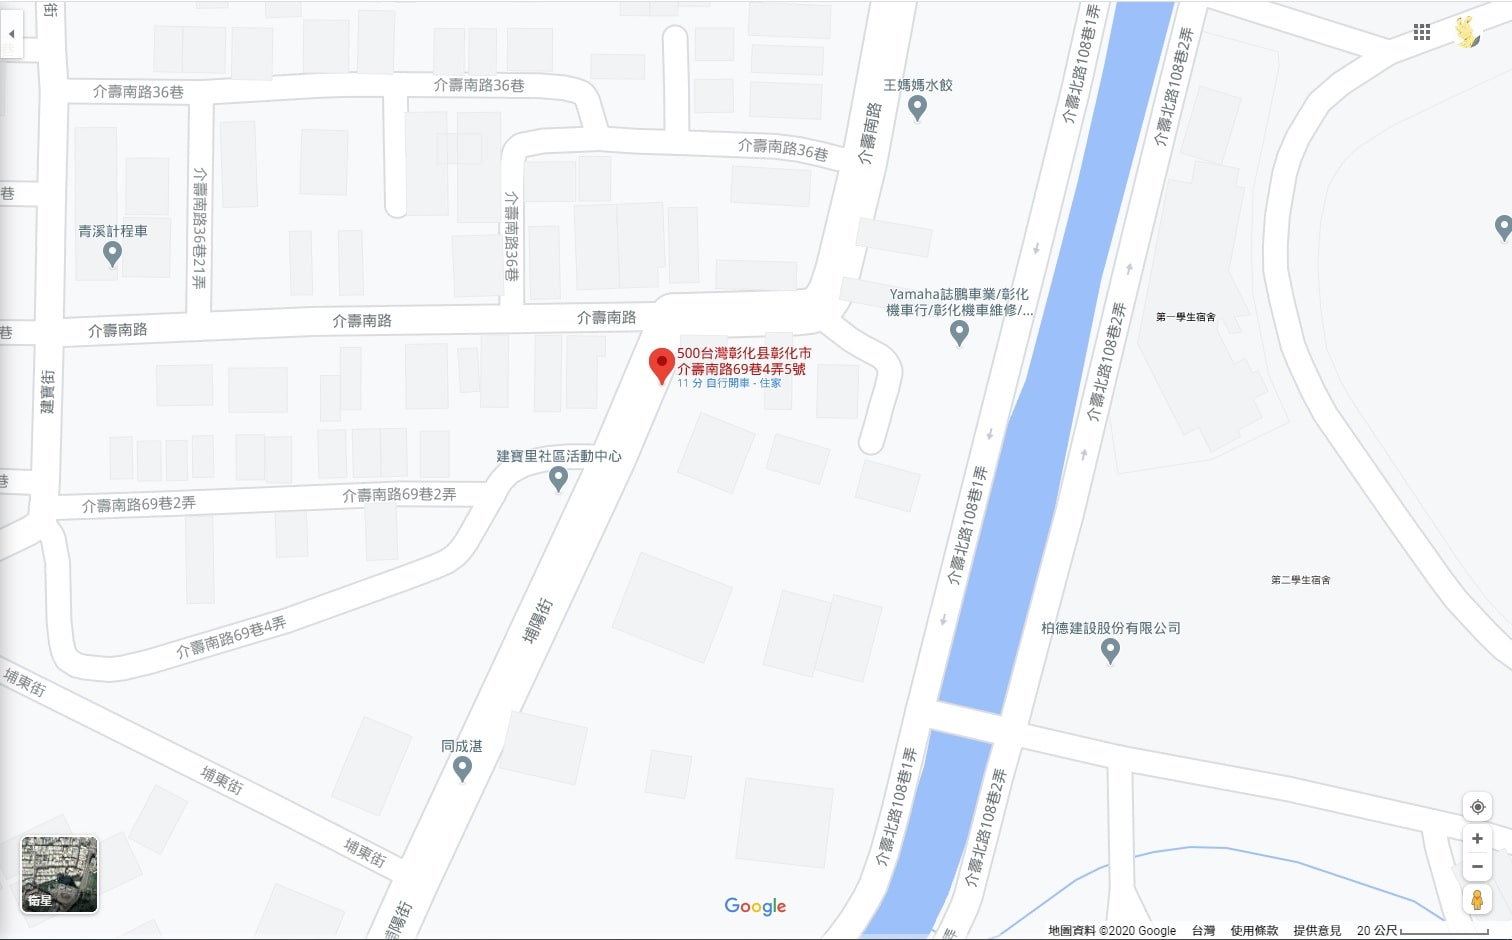 街
介壽南路36巷
介壽南路36巷
王媽媽水餃
介壽南路
介壽北路108巷1弄
介壽北路108巷2弄
介壽南路36巷
巷
介壽南路36巷21弄
介壽南路36巷
青溪計程車
Yamaha誌鵬車業/彰化
機車行/彰化機車維修/...
第一學生宿舍
巷
介壽南路
介壽南路
介壽南路
500台灣彰化县彰化市
介壽南路69巷4弄5號
11 分 自行開車 - 住家
建寶街
介壽北路108巷2弄
建寶里社區活動中心
巷
介壽南路69巷2弄
介壽南路69巷2弄
介壽北路108巷1弄
第二學生宿舍
埔陽街
介壽南路69巷4弄
柏德建設股份有限公司
埔東街
同成湛
埔東街
埔東街
介壽北路108巷1弄
介壽北路108巷2弄
衛星
Google
埔陽街
弄
地圖資料 ©2020 Google 台灣 使用條款 提供意見 20 公尺